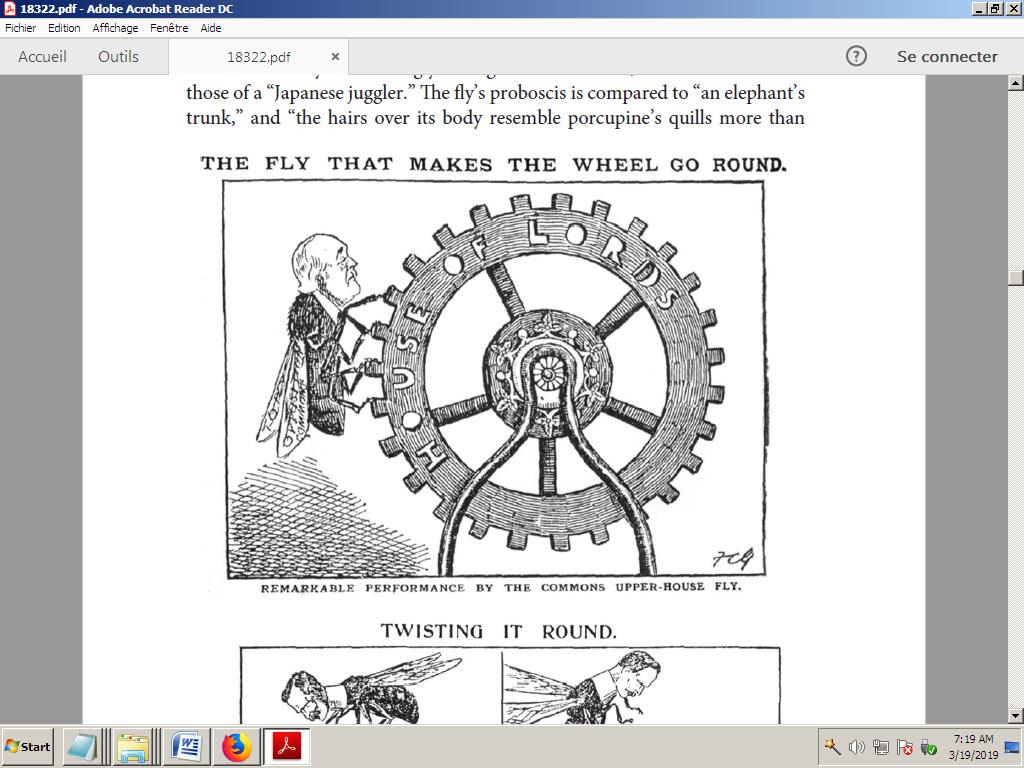 18322.pdf - Adobe Acrobat Reader DC
Fichier Edition Affichage Fenêtre Aide
Accueil Outils 18322.pdf × ? Se connecter
those of a “Japanese juggler.” The fly’s proboscis is compared to “an elephant’s
trunk,” and “the hairs over its body resemble porcupine’s quills more than
THE FLY THAT MAKES THE WHEEL GO ROUND.
HOUSE OF LORDS
FCG
REMARKABLE PERFORMANCE BY THE COMMONS UPPER-HOUSE FLY.
TWISTING IT ROUND.
Start
7:19 AM
3/19/2019